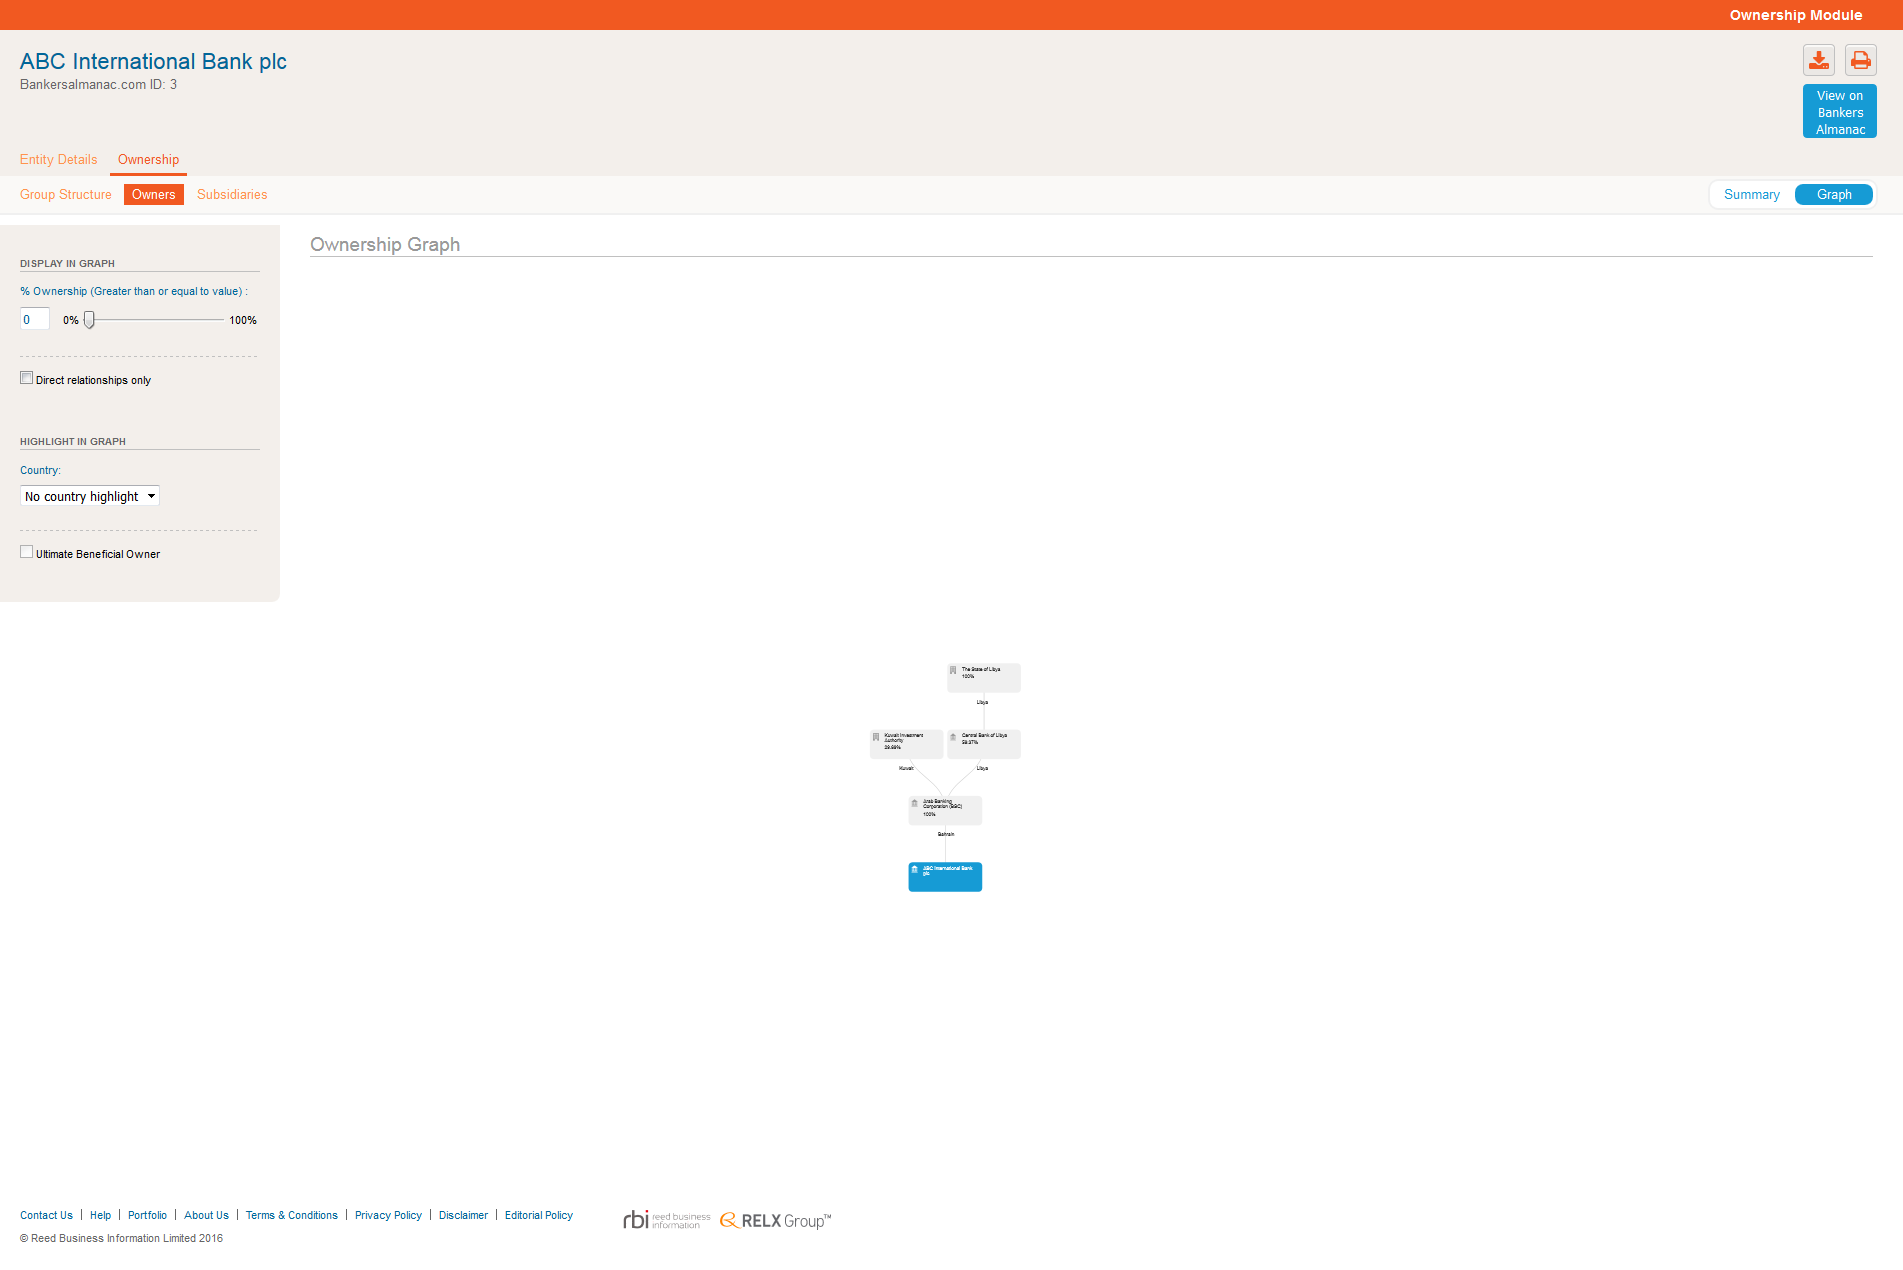 Ownership Module
ABC International Bank plc
Bankersalmanac.com ID: 3
View on
Bankers
Almanac
Entity Details Ownership
Group Structure Owners Subsidiaries
Summary Graph
Ownership Graph
DISPLAY IN GRAPH
% Ownership (Greater than or equal to value) :
0 0% 100%
Direct relationships only
HIGHLIGHT IN GRAPH
Country:
No country highlight
Ultimate Beneficial Owner
The State of Libya
100%
Libya
Kuwait Investment
Authority
Central Bank of Libya
59.37%
Kuwait
Libya
Arab Banking
Corporation (BSC)
100%
Bahrain
ABC International Bank
plc
Contact Us | Help | Portfolio | About Us | Terms & Conditions | Privacy Policy | Disclaimer | Editorial Policy
rbi reed business
information
RELX Group™
© Reed Business Information Limited 2016